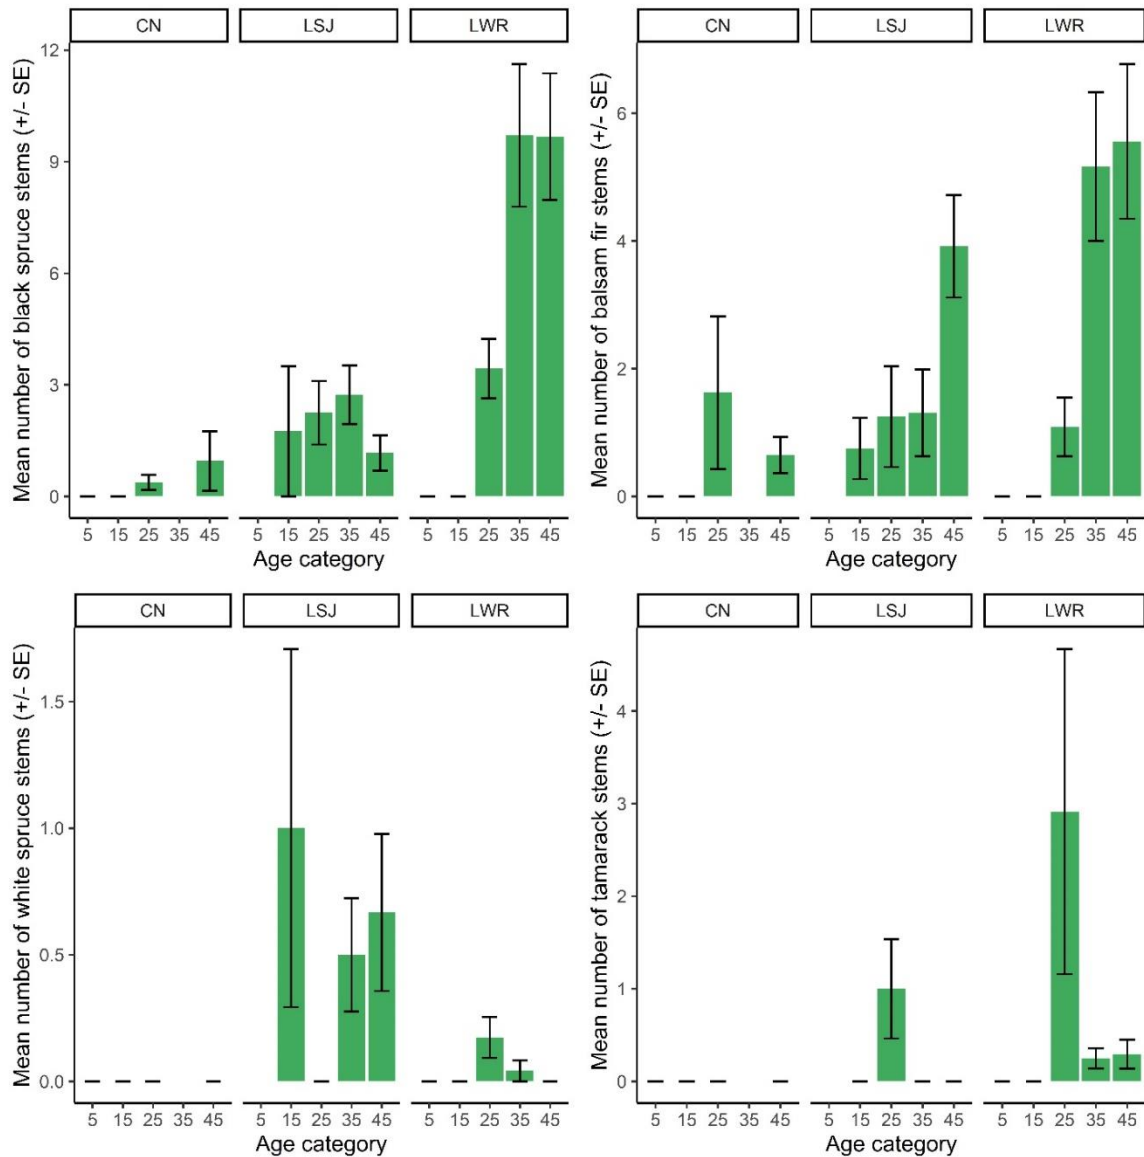 CN LSJ LWR
Mean number of black spruce stems (+/- SE)
12
9
6
3
0
5 15 25 35 45 5 15 25 35 45 5 15 25 35 45
Age category
CN LSJ LWR
Mean number of balsam fir stems (+/- SE)
6
4
2
0
5 15 25 35 45 5 15 25 35 45 5 15 25 35 45
Age category
CN LSJ LWR
Mean number of white spruce stems (+/- SE)
1.5
1.0
0.5
0.0
5 15 25 35 45 5 15 25 35 45 5 15 25 35 45
Age category
CN LSJ LWR
Mean number of tamarack stems (+/- SE)
4
3
2
1
0
5 15 25 35 45 5 15 25 35 45 5 15 25 35 45
Age category